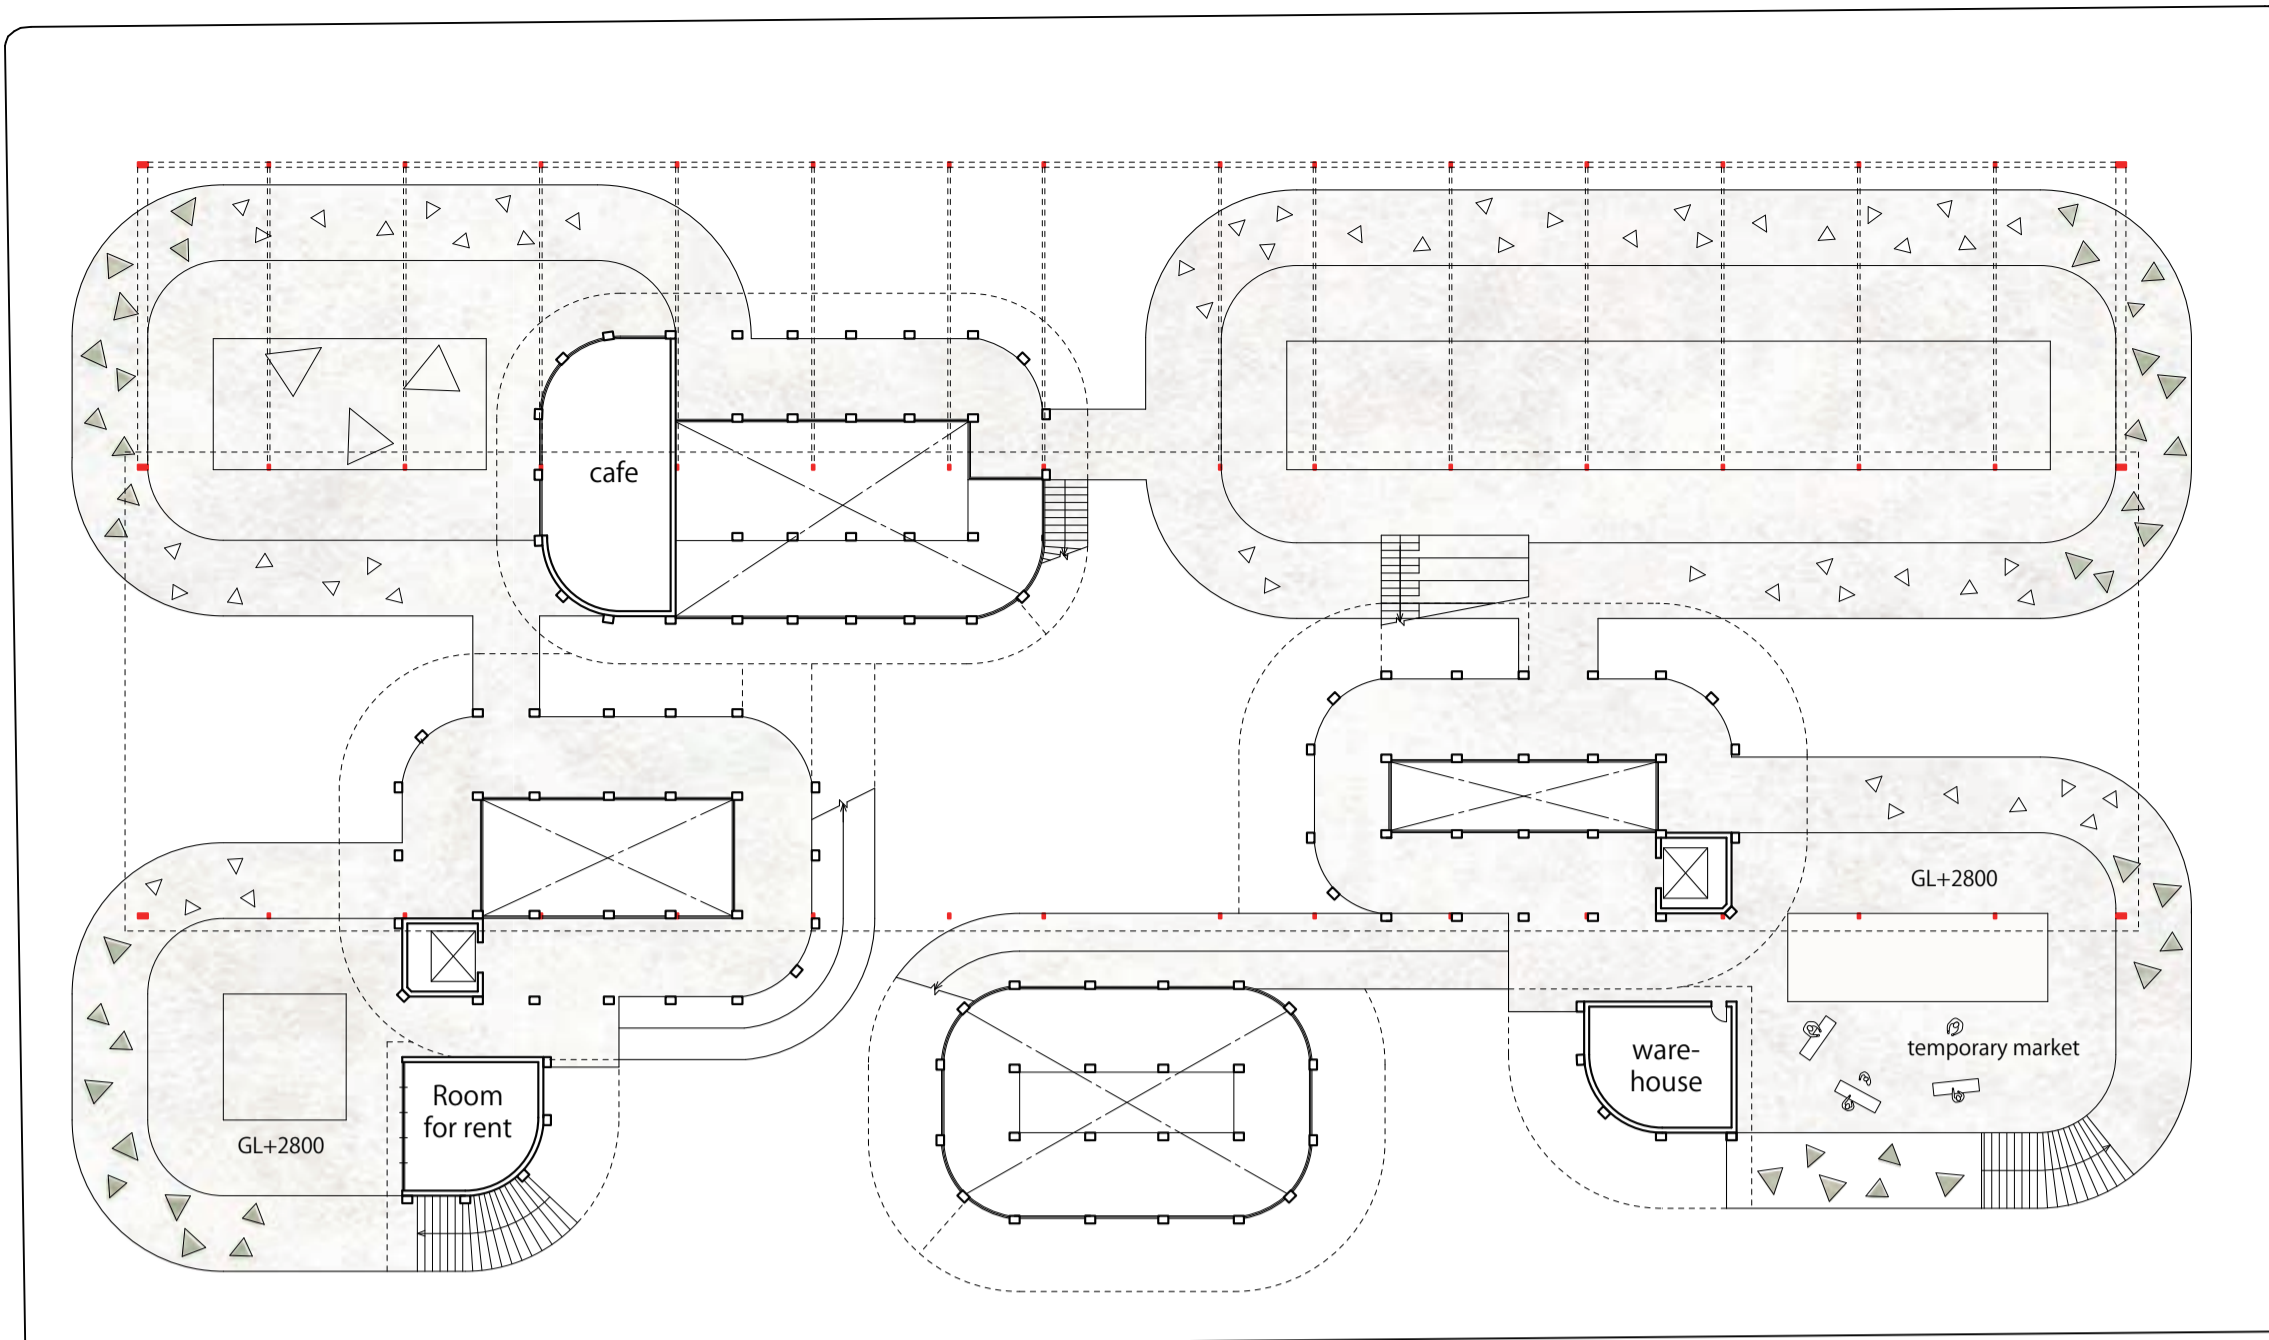 cafe
GL+2800
temporary market
ware-
house
Room
for rent
GL+2800